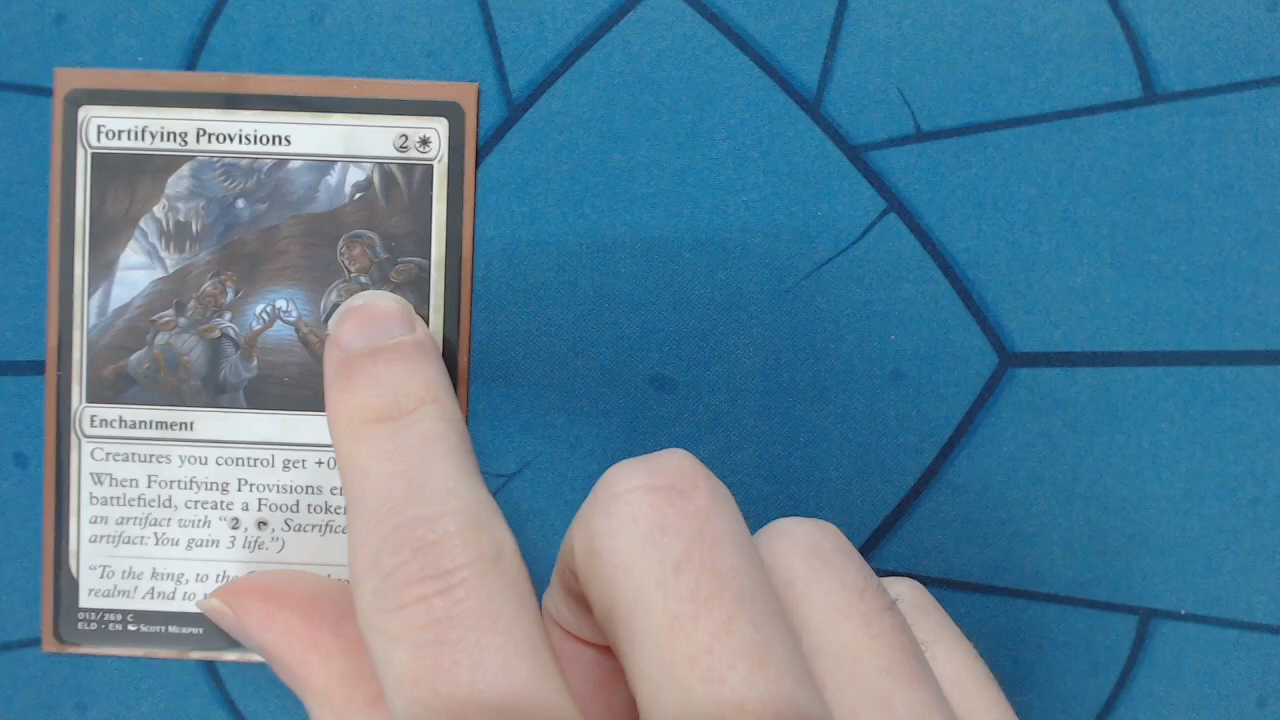 Fortifying Provisions 2
Enchantment
Creatures you control get +0
When Fortifying Provisions
battlefield, create a Food
an artifact with “2, Sacrifice
artifact: You gain 3 life.”)
“To the king, to the
realm! And to
013/269 C
ELD • EN Scott Murphy